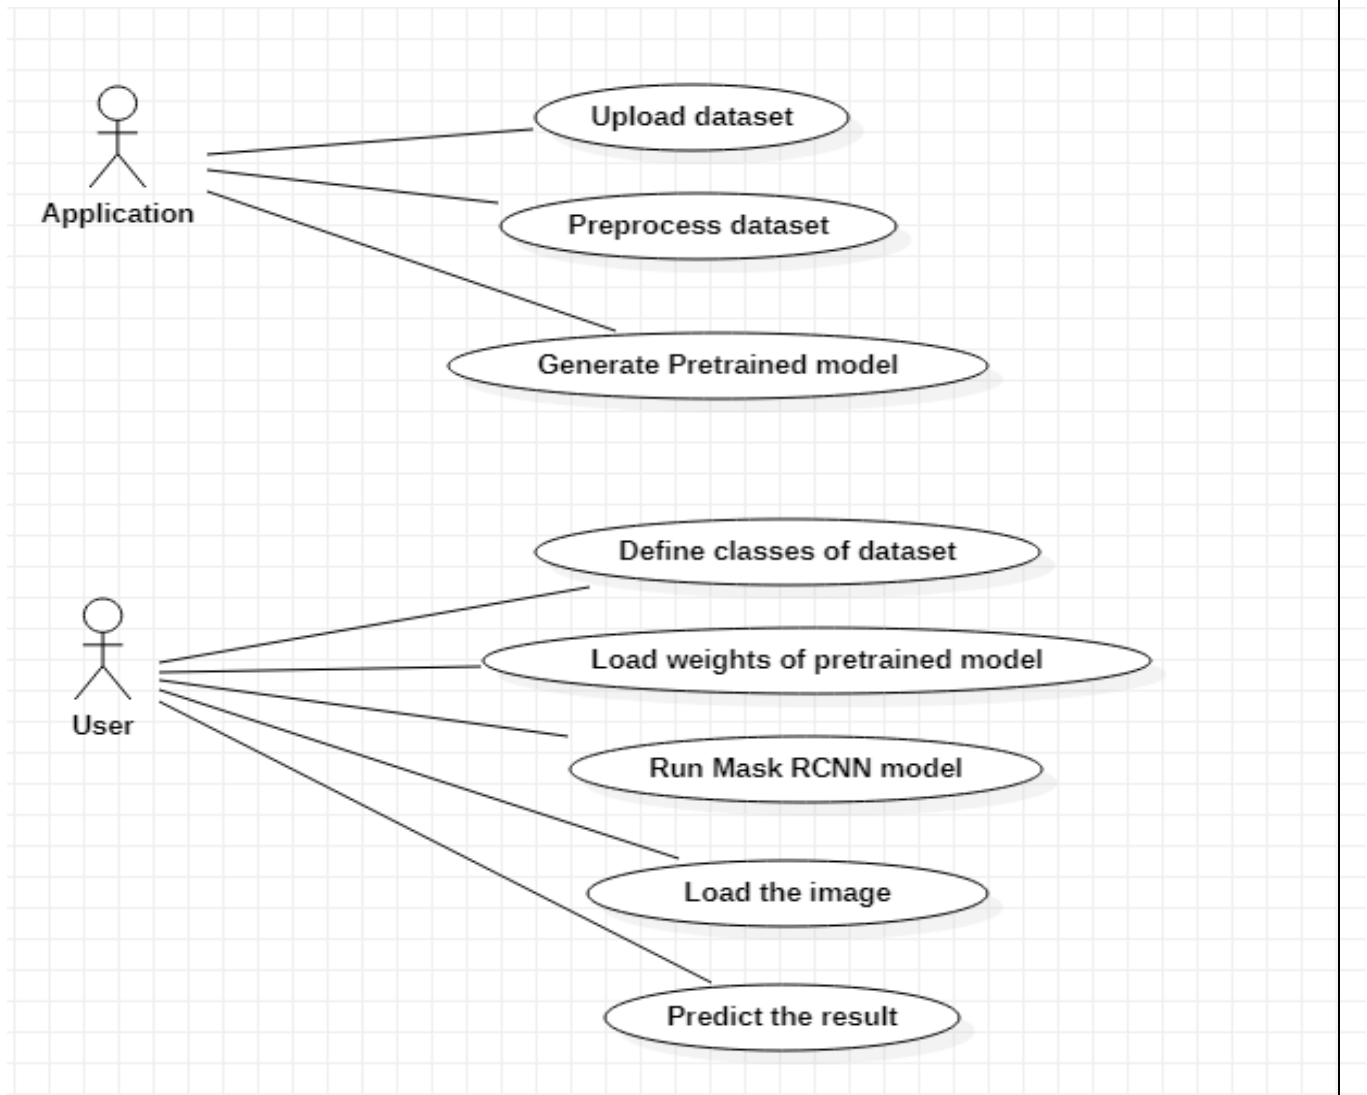 Upload dataset
Preprocess dataset
Application
Generate Pretrained model
Define classes of dataset
Load weights of pretrained model
User
Run Mask RCNN model
Load the image
Predict the result